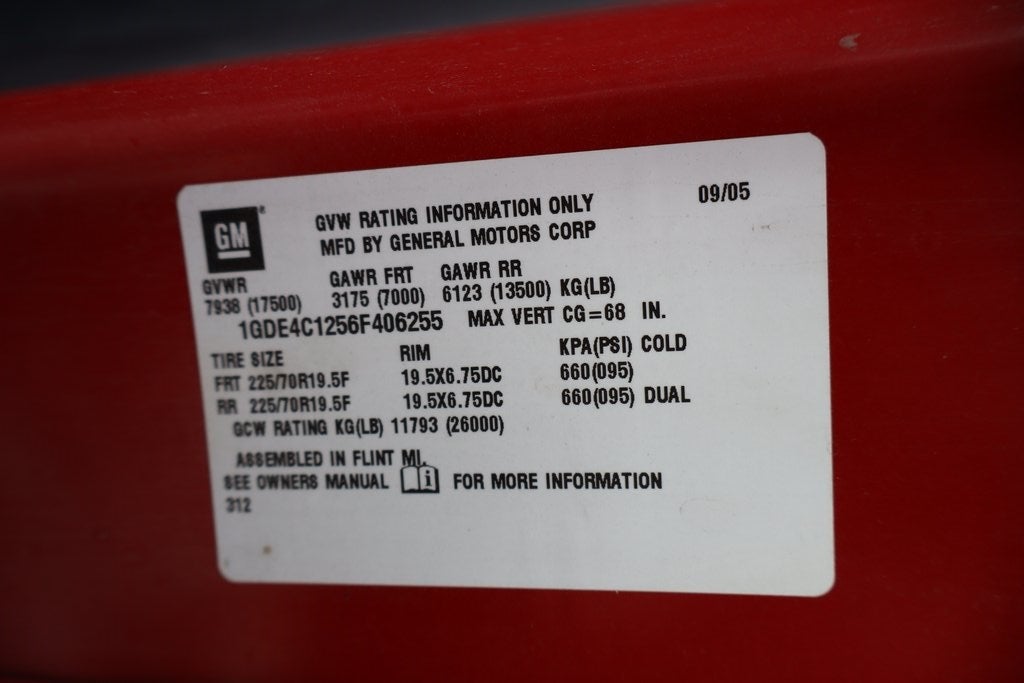 GM
GVW RATING INFORMATION ONLY 09/05
MFD BY GENERAL MOTORS CORP
GVWR GAWR FRT GAWR RR
7938 (17500) 3175 (7000) 6123 (13500) KG(LB)
1GDE4C1256F406255 MAX VERT CG=68 IN.
TIRE SIZE RIM KPA(PSI) COLD
FRT 225/70R19.5F 19.5X6.75DC 660(095)
RR 225/70R19.5F 19.5X6.75DC 660(095) DUAL
GCW RATING KG(LB) 11793 (26000)
ASSEMBLED IN FLINT MI.
SEE OWNERS MANUAL i FOR MORE INFORMATION
312